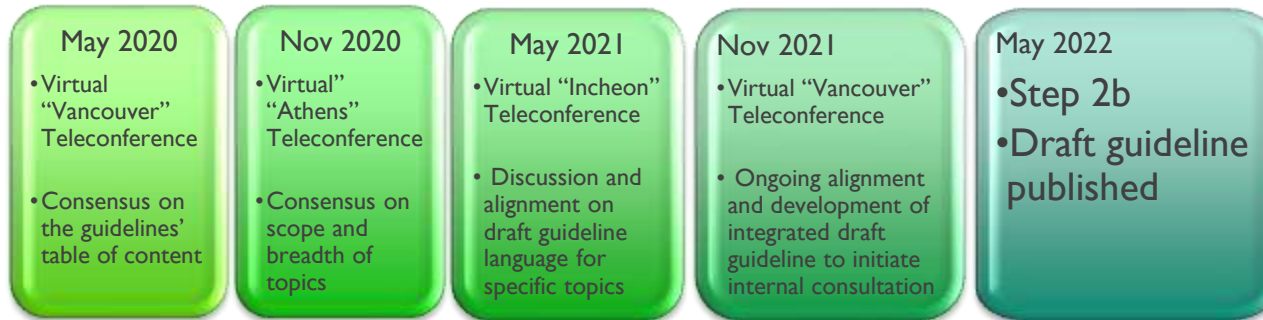 May 2020
•Virtual
“Vancouver”
Teleconference
•Consensus on
the guidelines’
table of content
Nov 2020
•Virtual”
“Athens”
Teleconference
•Consensus on
scope and
breadth of
topics
May 2021
•Virtual “Incheon”
Teleconference
• Discussion and
alignment on
draft guideline
language for
specific topics
Nov 2021
•Virtual “Vancouver”
Teleconference
• Ongoing alignment
and development of
integrated draft
guideline to initiate
internal consultation
May 2022
•Step 2b
•Draft guideline
published